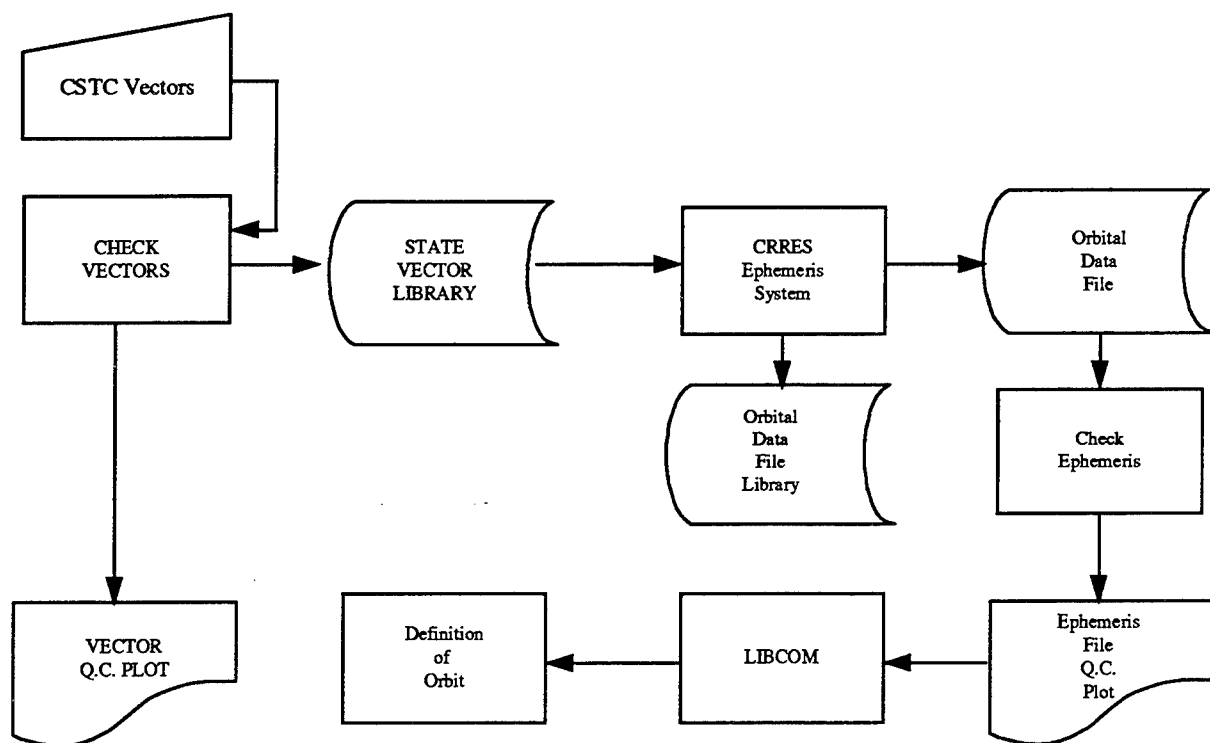 CSTC Vectors
CHECK
VECTORS
STATE
VECTOR
LIBRARY
CRRES
Ephemeris
System
Orbital
Data
File
Orbital
Data
File
Library
Check
Ephemeris
VECTOR
Q.C. PLOT
Definition
of
Orbit
LIBCOM
Ephemeris
File
Q.C.
Plot